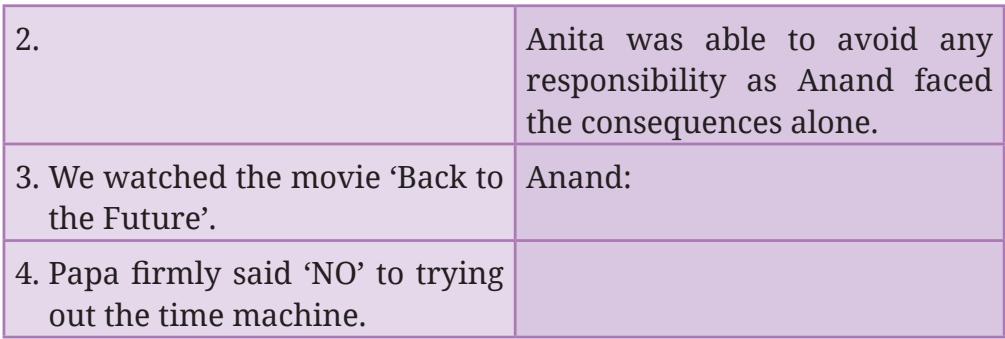 2.
Anita was able to avoid any
responsibility as Anand faced
the consequences alone.
3. We watched the movie ‘Back to
the Future’.
Anand:
4. Papa firmly said ‘NO’ to trying
out the time machine.